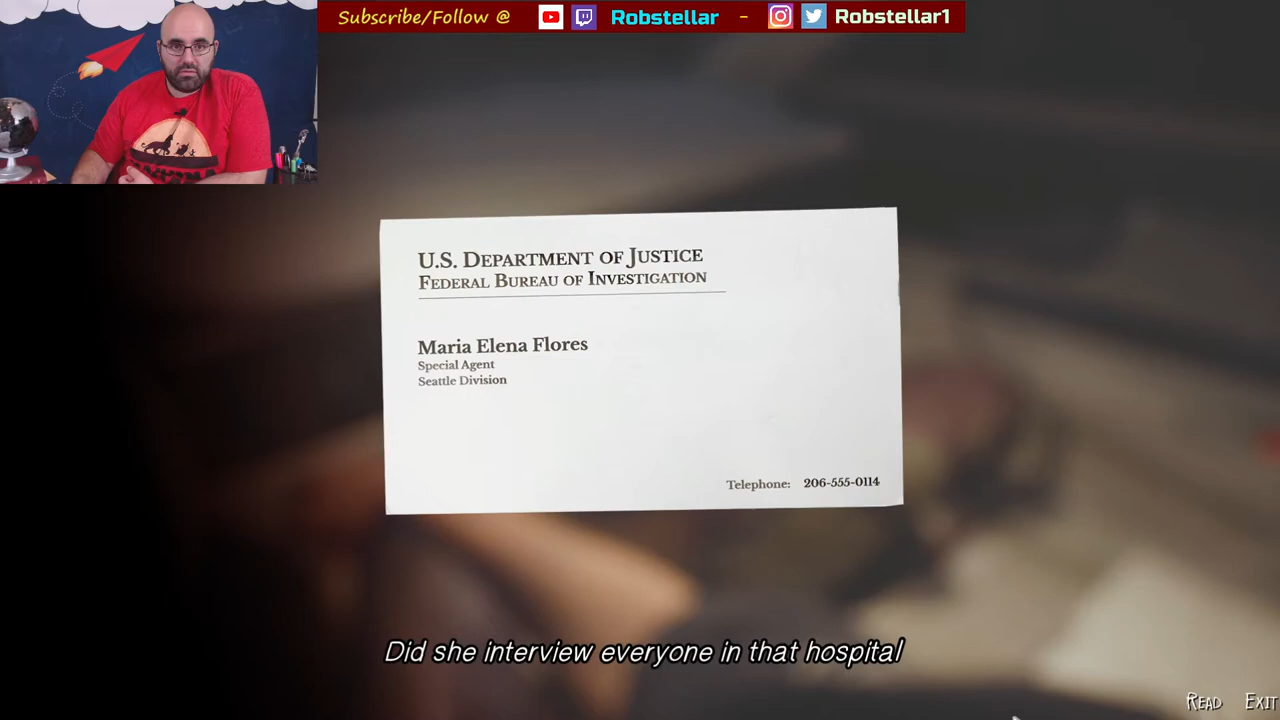 Subscribe/Follow @ Robstellar - Robstellar1
U.S. DEPARTMENT OF JUSTICE
FEDERAL BUREAU OF INVESTIGATION
Maria Elena Flores
Special Agent
Seattle Division
Telephone: 206-555-0114
Did she interview everyone in that hospital
READ EXIT